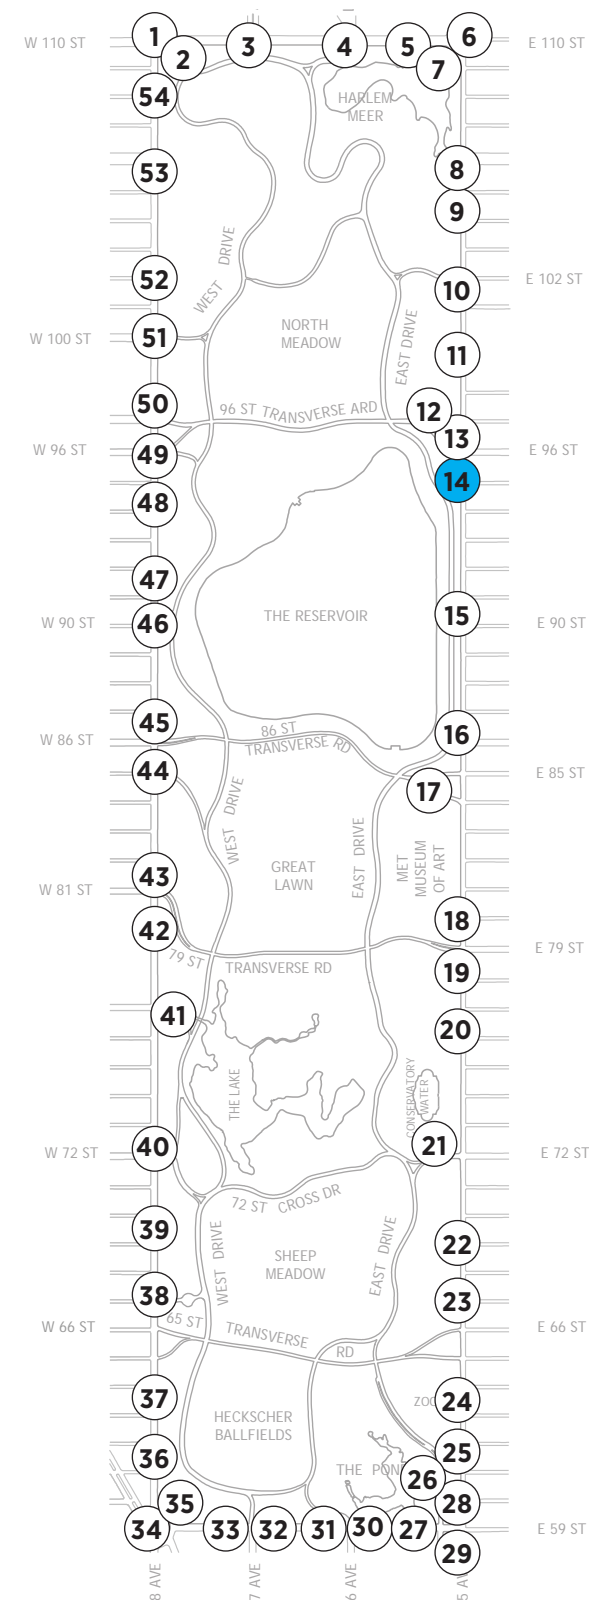 1
2
3
4
5
6
7
W 110 ST
E 110 ST
54
HARLEM
MEER
53
8
9
WEST DRIVE
52
10
E 102 ST
W 100 ST
51
NORTH
MEADOW
EAST DRIVE
11
50
96 ST TRANSVERSE ARD
12
13
W 96 ST
49
E 96 ST
14
48
47
W 90 ST
46
THE RESERVOIR
15
E 90 ST
45
16
W 86 ST
86 ST
TRANSVERSE RD
44
E 85 ST
17
WEST DRIVE
EAST DRIVE
MET
MUSEUM
OF ART
GREAT
LAWN
W 81 ST
43
42
18
79 ST
TRANSVERSE RD
E 79 ST
19
41
20
THE LAKE
CONSERVATORY
WATER
W 72 ST
40
21
E 72 ST
72 ST CROSS DR
39
WEST DRIVE
SHEEP
MEADOW
EAST DRIVE
22
38
23
W 66 ST
65 ST
TRANSVERSE
RD
E 66 ST
37
ZOO
24
HECKSCHER
BALLFIELDS
36
25
THE POND
26
35
28
34
33
32
31
30
27
E 59 ST
29
8 AVE
7 AVE
6 AVE
5 AV